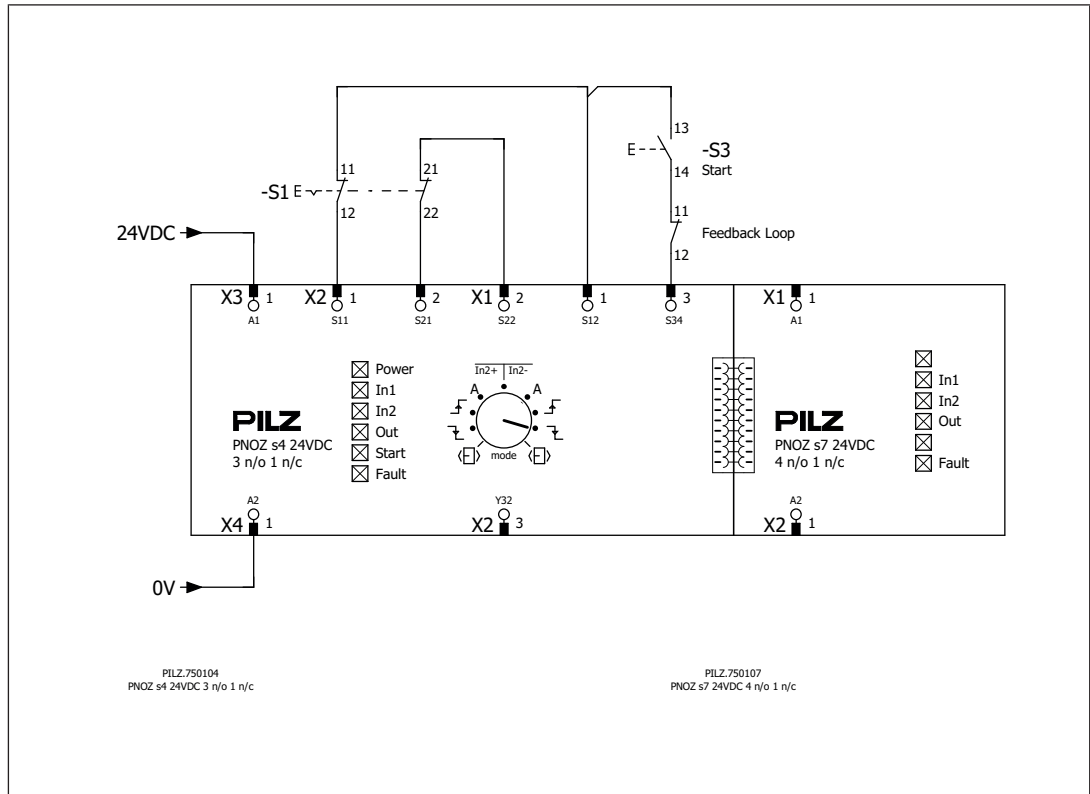 13
E -S3
14 Start
11 21
-S1 E
12 22
11
Feedback Loop
12
24VDC
X3 1 X2 1 2 X1 2 1 3 X1 1
A1 S11 S21 S22 S12 S34 A1
In2+ In2-
A A
Power
In1
In2
Out
Start
Fault
mode
PILZ
PNOZ s4 24VDC
3 n/o 1 n/c
PILZ
PNOZ s7 24VDC
4 n/o 1 n/c
In1
In2
Out
Fault
A2 Y32 A2
X4 1 X2 3 X2 1
0V
PILZ.750104
PNOZ s4 24VDC 3 n/o 1 n/c
PILZ.750107
PNOZ s7 24VDC 4 n/o 1 n/c